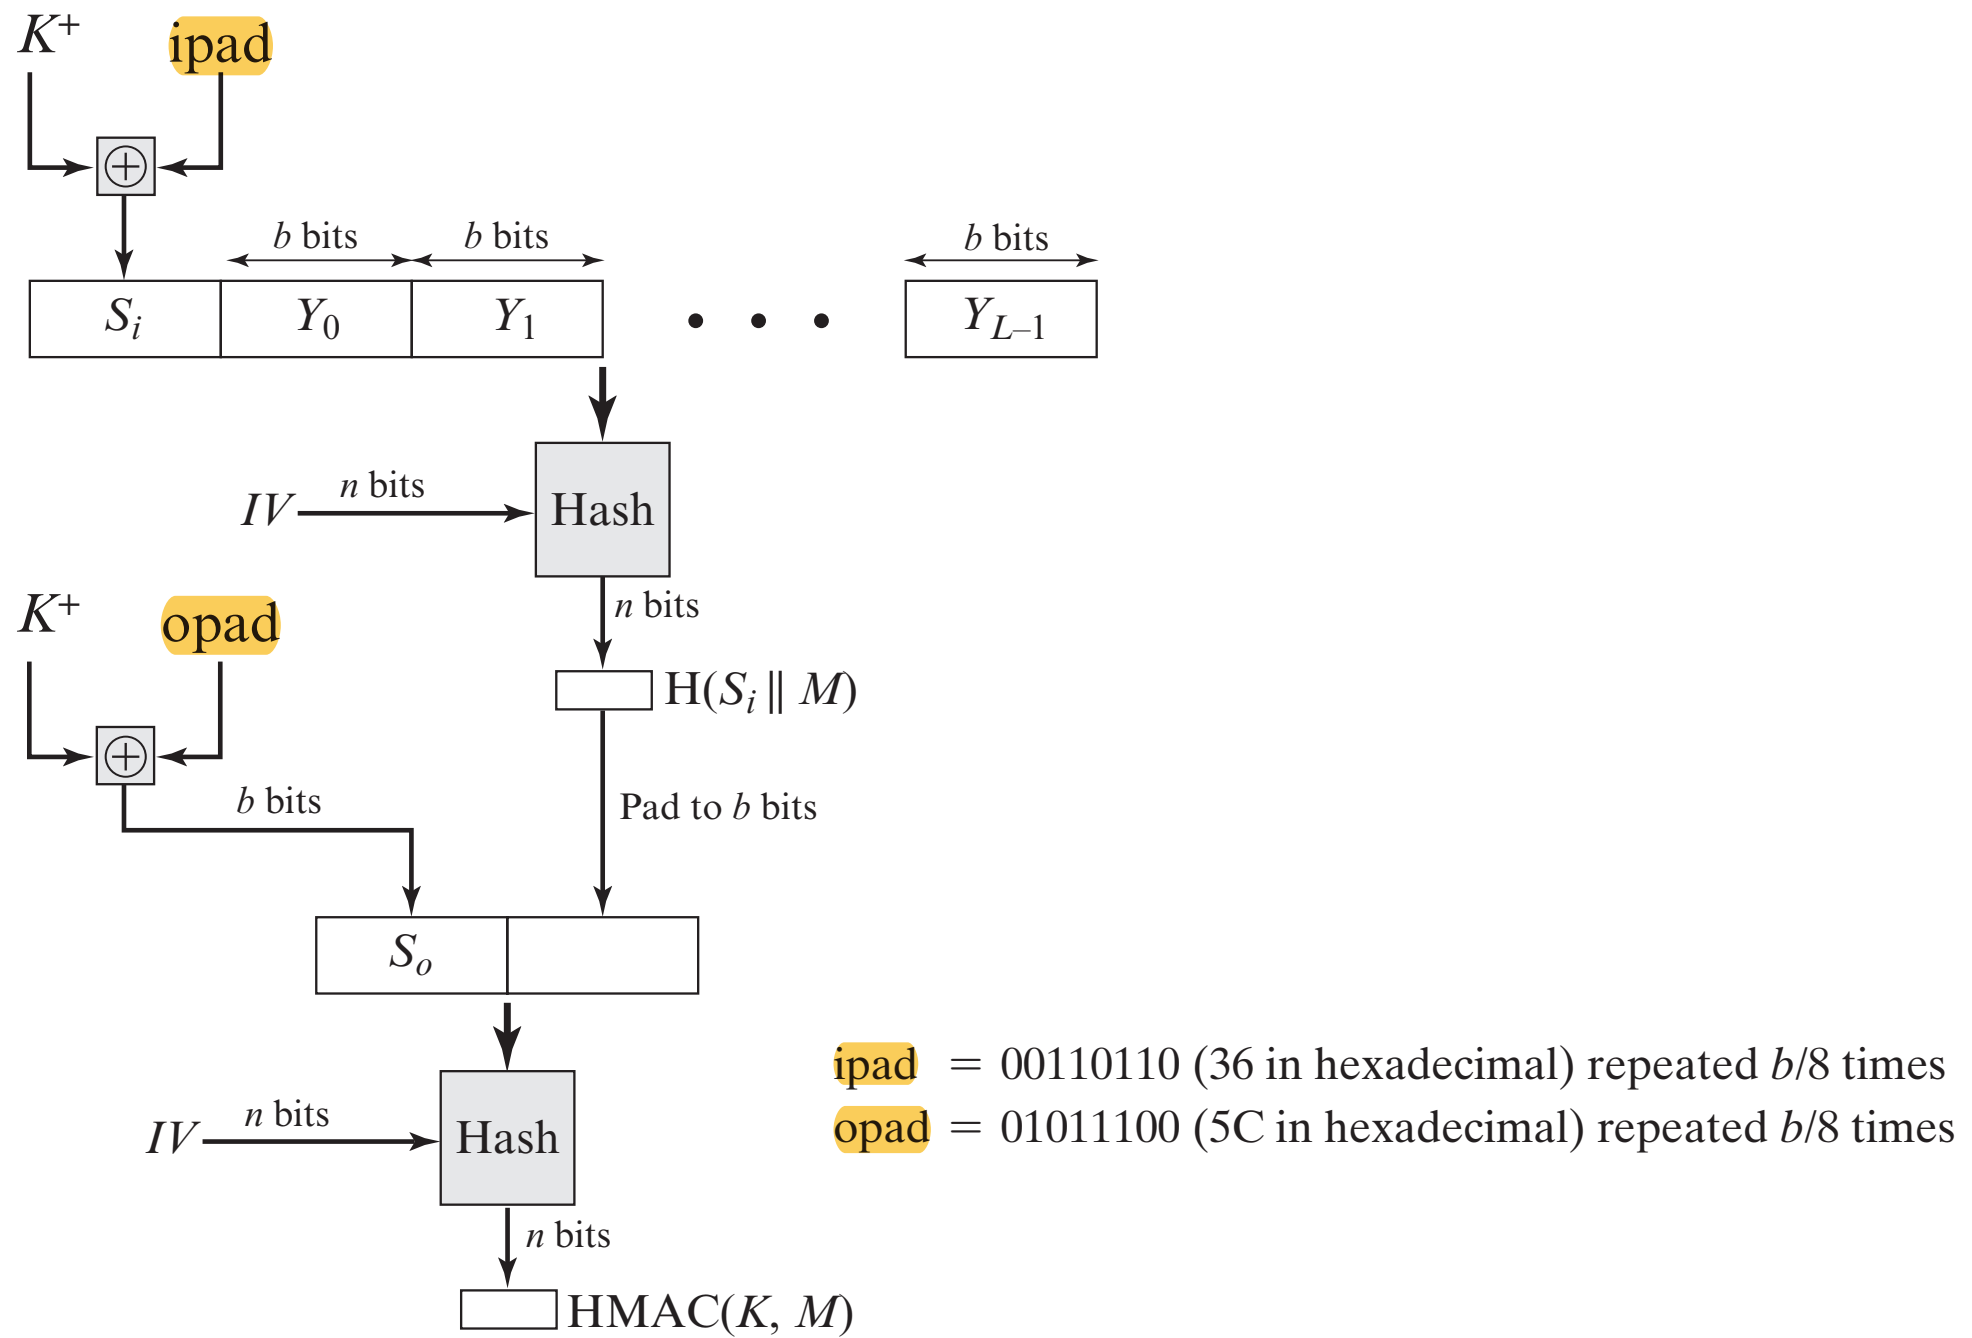 K+ ipad
⊕
b bits b bits b bits
Si Y0 Y1 • • • YL–1
IV n bits Hash
n bits
K+ opad
H(Si || M)
⊕
b bits Pad to b bits
So
ipad = 00110110 (36 in hexadecimal) repeated b/8 times
opad = 01011100 (5C in hexadecimal) repeated b/8 times
IV n bits Hash
n bits
HMAC(K, M)